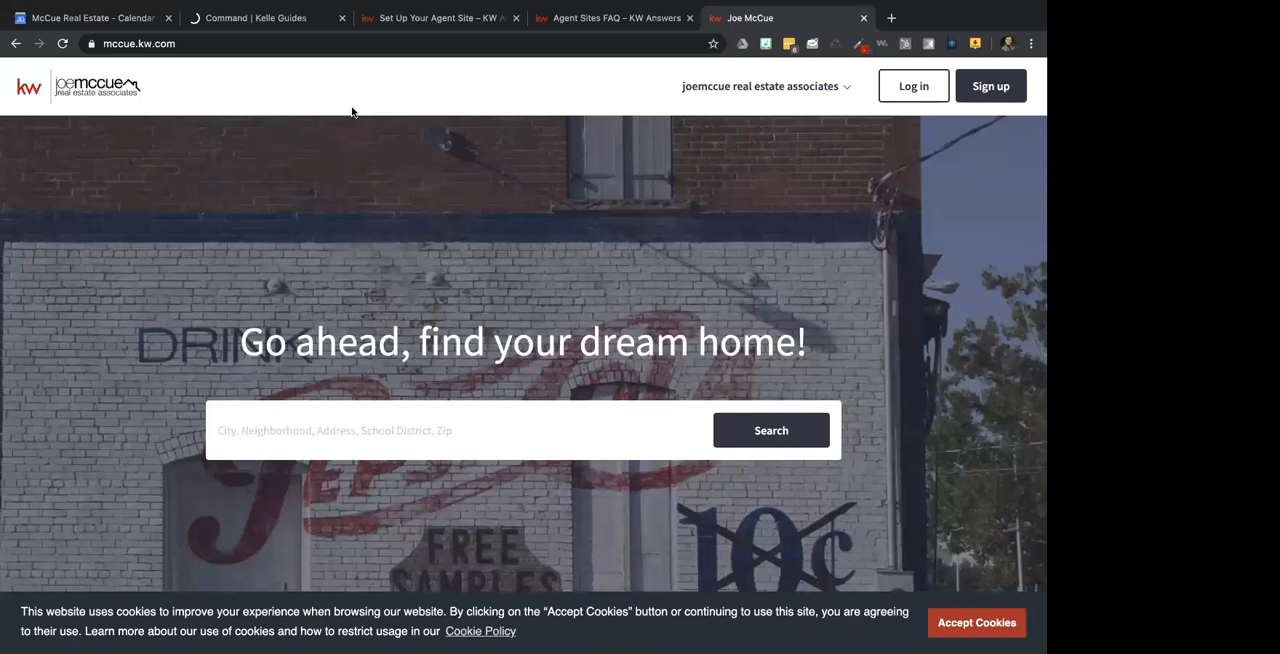 McCue Real Estate - Calendar
Command | Kelle Guides
Set Up Your Agent Site – KW A
Agent Sites FAQ – KW Answers
Joe McCue
mccue.kw.com
kw
joemccue
real estate associates
joemccue real estate associates
Log in
Sign up
DRINK
Go ahead, find your dream home!
City, Neighborhood, Address, School District, Zip
Search
FREE
SAMPLES
10¢
This website uses cookies to improve your experience when browsing our website. By clicking on the “Accept Cookies” button or continuing to use this site, you are agreeing
to their use. Learn more about our use of cookies and how to restrict usage in our Cookie Policy
Accept Cookies